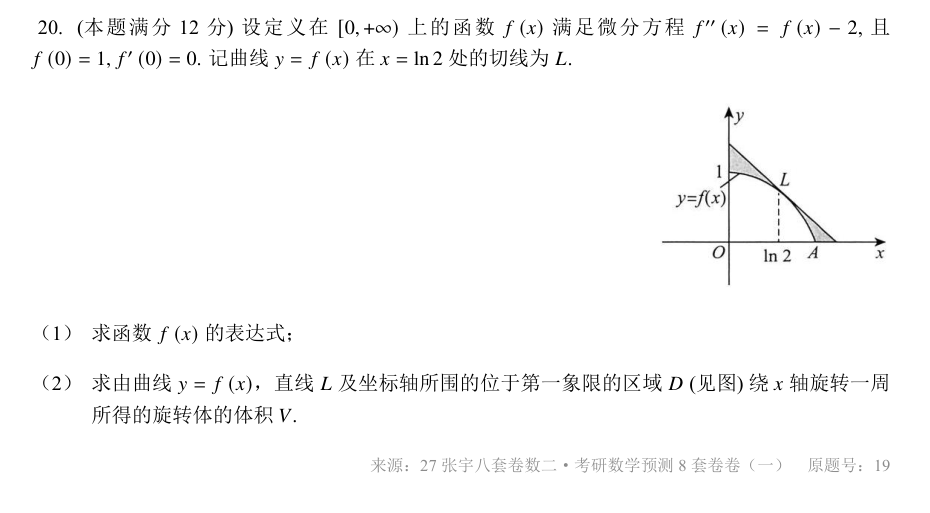 20. (本题满分 12 分) 设定义在 [0, +∞) 上的函数 f (x) 满足微分方程 f′′ (x) = f (x) − 2, 且
f (0) = 1, f′ (0) = 0. 记曲线 y = f (x) 在 x = ln 2 处的切线为 L.
y
1
L
y=f(x)
O
ln 2
A
x
（1） 求函数 f (x) 的表达式;
（2） 求由曲线 y = f (x)，直线 L 及坐标轴所围的位于第一象限的区域 D (见图) 绕 x 轴旋转一周
所得的旋转体的体积 V.
来源：27 张宇八套卷数二 • 考研数学预测 8 套卷卷（一） 原题号：19